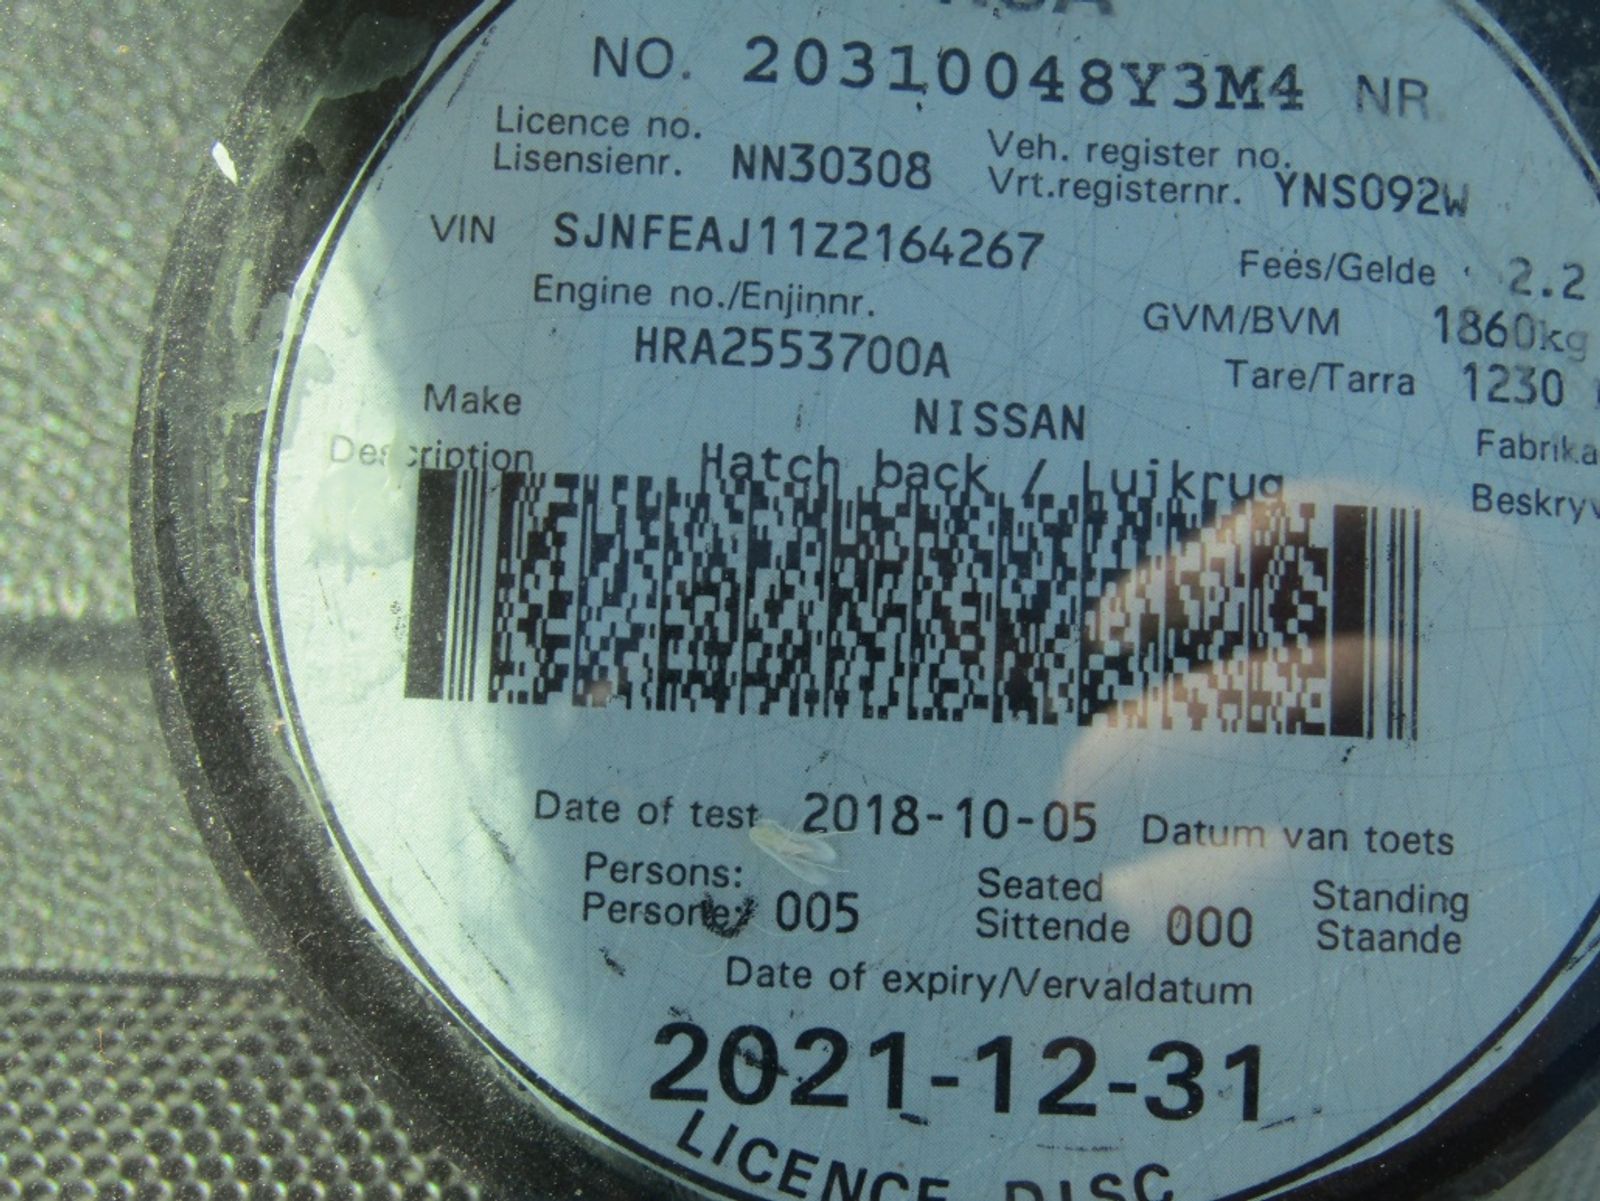 NO. 20310048Y3M4 NR.
Licence no.
Lisensienr. NN30308
Veh. register no.
Vrt.registernr. YNS092W
VIN SJNFEAJ11Z2164267
Fees/Gelde 2.2
Engine no./Enjinnr.
HRA2553700A
GVM/BVM 1860kg
Tare/Tarra 1230
Make NISSAN Fabrika
Description Hatch back / Luikrug Beskryv
Date of test 2018-10-05 Datum van toets
Persons:
Persone: 005
Seated
Sittende 000
Standing
Staande
Date of expiry/Vervaldatum
2021-12-31
LICENCE DISC